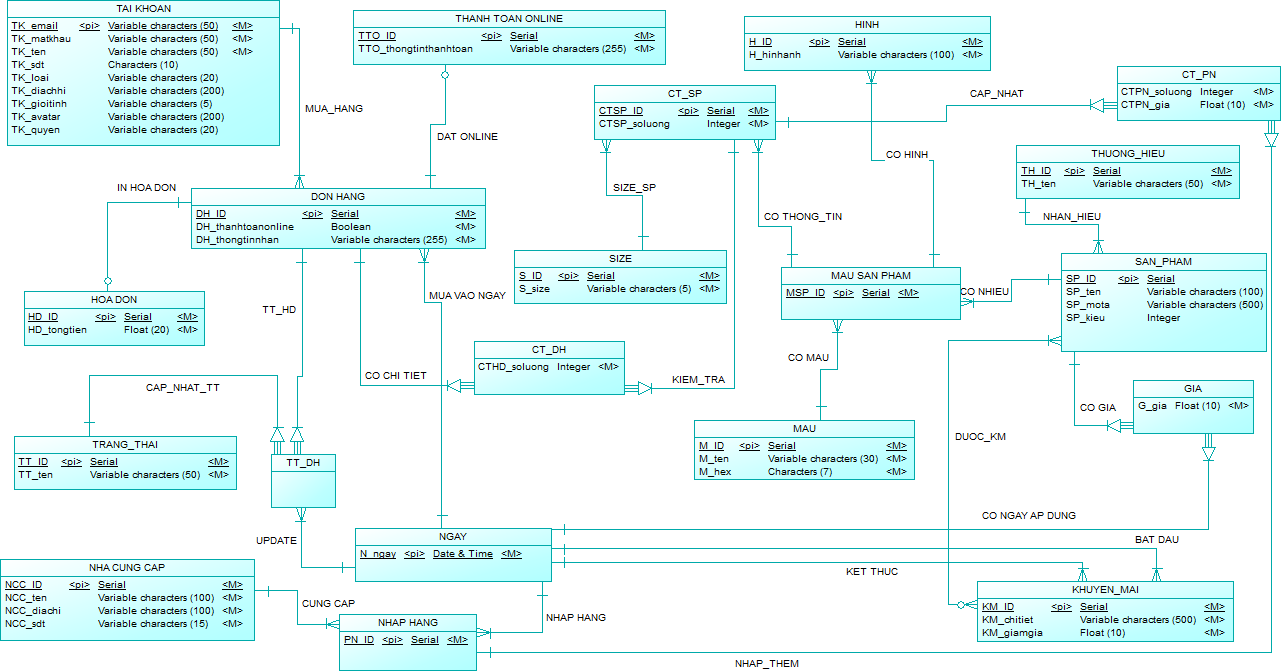 TAI KHOAN
TK_email <pi> Variable characters (50) <M>
TK_matkhau Variable characters (50) <M>
TK_ten Variable characters (50) <M>
TK_sdt Characters (10)
TK_loai Variable characters (20)
TK_diachhi Variable characters (200)
TK_gioitinh Variable characters (5)
TK_avatar Variable characters (200)
TK_quyen Variable characters (20)
THANH TOAN ONLINE
TTO_ID <pi> Serial <M>
TTO_thongtinthanhtoan Variable characters (255) <M>
HINH
H_ID <pi> Serial <M>
H_hinhanh Variable characters (100) <M>
CT_PN
CTPN_soluong Integer <M>
CTPN_gia Float (10) <M>
CT_SP
CTSP_ID <pi> Serial <M>
CTSP_soluong Integer <M>
CAP_NHAT
MUA_HANG
DAT ONLINE
CO HINH
THUONG_HIEU
TH_ID <pi> Serial <M>
TH_ten Variable characters (50) <M>
IN HOA DON
SIZE_SP
DON HANG
DH_ID <pi> Serial <M>
DH_thanhtoanonline Boolean <M>
DH_thongtinnhan Variable characters (255) <M>
CO THONG_TIN
NHAN_HIEU
SIZE
S_ID <pi> Serial <M>
S_size Variable characters (5) <M>
MAU SAN PHAM
MSP_ID <pi> Serial <M>
CO NHIEU
SAN_PHAM
SP_ID <pi> Serial
SP_ten Variable characters (100)
SP_mota Variable characters (500)
SP_kieu Integer
HOA DON
HD_ID <pi> Serial <M>
HD_tongtien Float (20) <M>
MUA VAO NGAY
TT_HD
CT_DH
CTHD_soluong Integer <M>
CO CHI TIET
KIEM_TRA
CO MAU
CAP_NHAT_TT
GIA
G_gia Float (10) <M>
CO GIA
MAU
M_ID <pi> Serial <M>
M_ten Variable characters (30) <M>
M_hex Characters (7) <M>
DUOC_KM
TRANG_THAI
TT_ID <pi> Serial <M>
TT_ten Variable characters (50) <M>
TT_DH
CO NGAY AP DUNG
UPDATE
NGAY
N_ngay <pi> Date & Time <M>
BAT DAU
KET THUC
NHA CUNG CAP
NCC_ID <pi> Serial <M>
NCC_ten Variable characters (100) <M>
NCC_diachi Variable characters (100) <M>
NCC_sdt Variable characters (15) <M>
CUNG CAP
NHAP HANG
PN_ID <pi> Serial <M>
NHAP HANG
KHUYEN_MAI
KM_ID <pi> Serial <M>
KM_chitiet Variable characters (500) <M>
KM_giamgia Float (10) <M>
NHAP_THEM